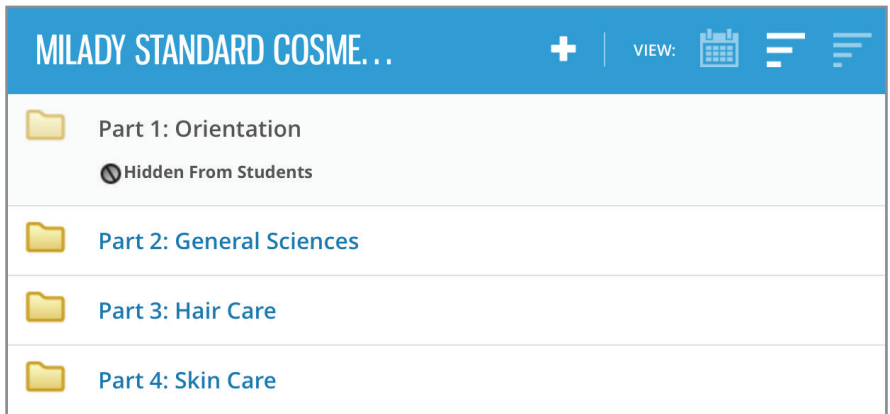 MILADY STANDARD COSME... VIEW:
Part 1: Orientation
Hidden From Students
Part 2: General Sciences
Part 3: Hair Care
Part 4: Skin Care